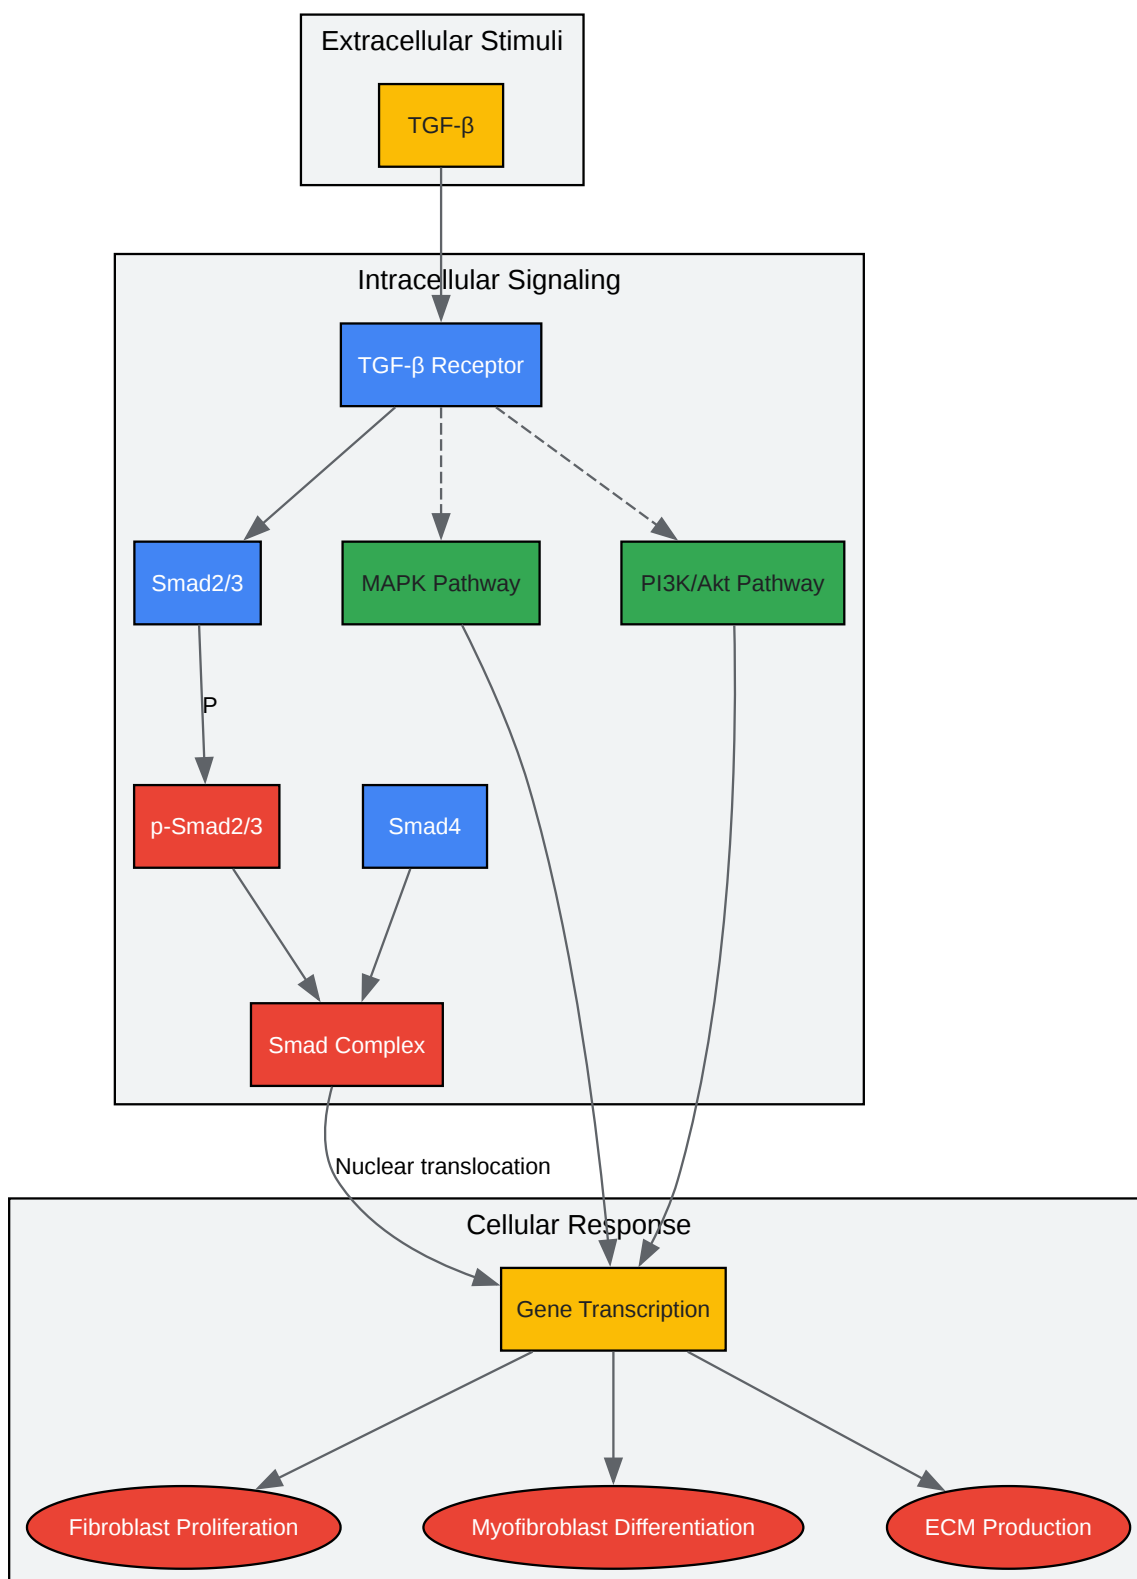 Extracellular Stimuli
TGF-β
Intracellular Signaling
TGF-β Receptor
Smad2/3
MAPK Pathway
PI3K/Akt Pathway
P
p-Smad2/3
Smad4
Smad Complex
Nuclear translocation
Cellular Response
Gene Transcription
Fibroblast Proliferation
Myofibroblast Differentiation
ECM Production